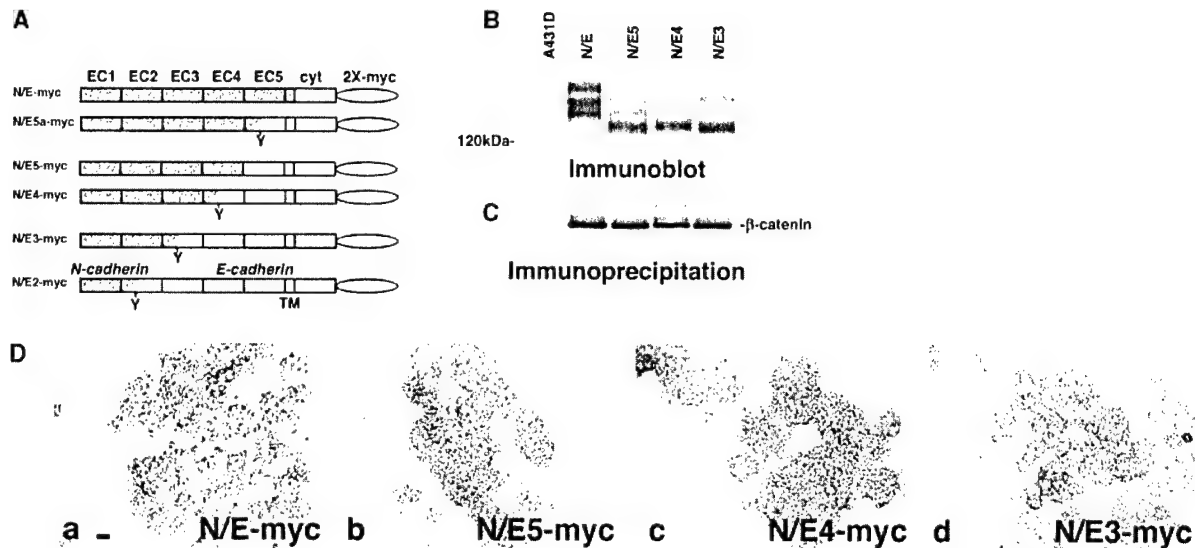 A
EC1 EC2 EC3 EC4 EC5 cyt 2X-myc
N/E-myc
N/E5a-myc
Y
N/E5-myc
N/E4-myc
Y
N/E3-myc
Y
N-cadherin E-cadherin
N/E2-myc
Y
TM
B
A431D N/E N/E5 N/E4 N/E3
120kDa-
Immunoblot
C
-β-catenin
Immunoprecipitation
D
a N/E-myc b N/E5-myc c N/E4-myc d N/E3-myc